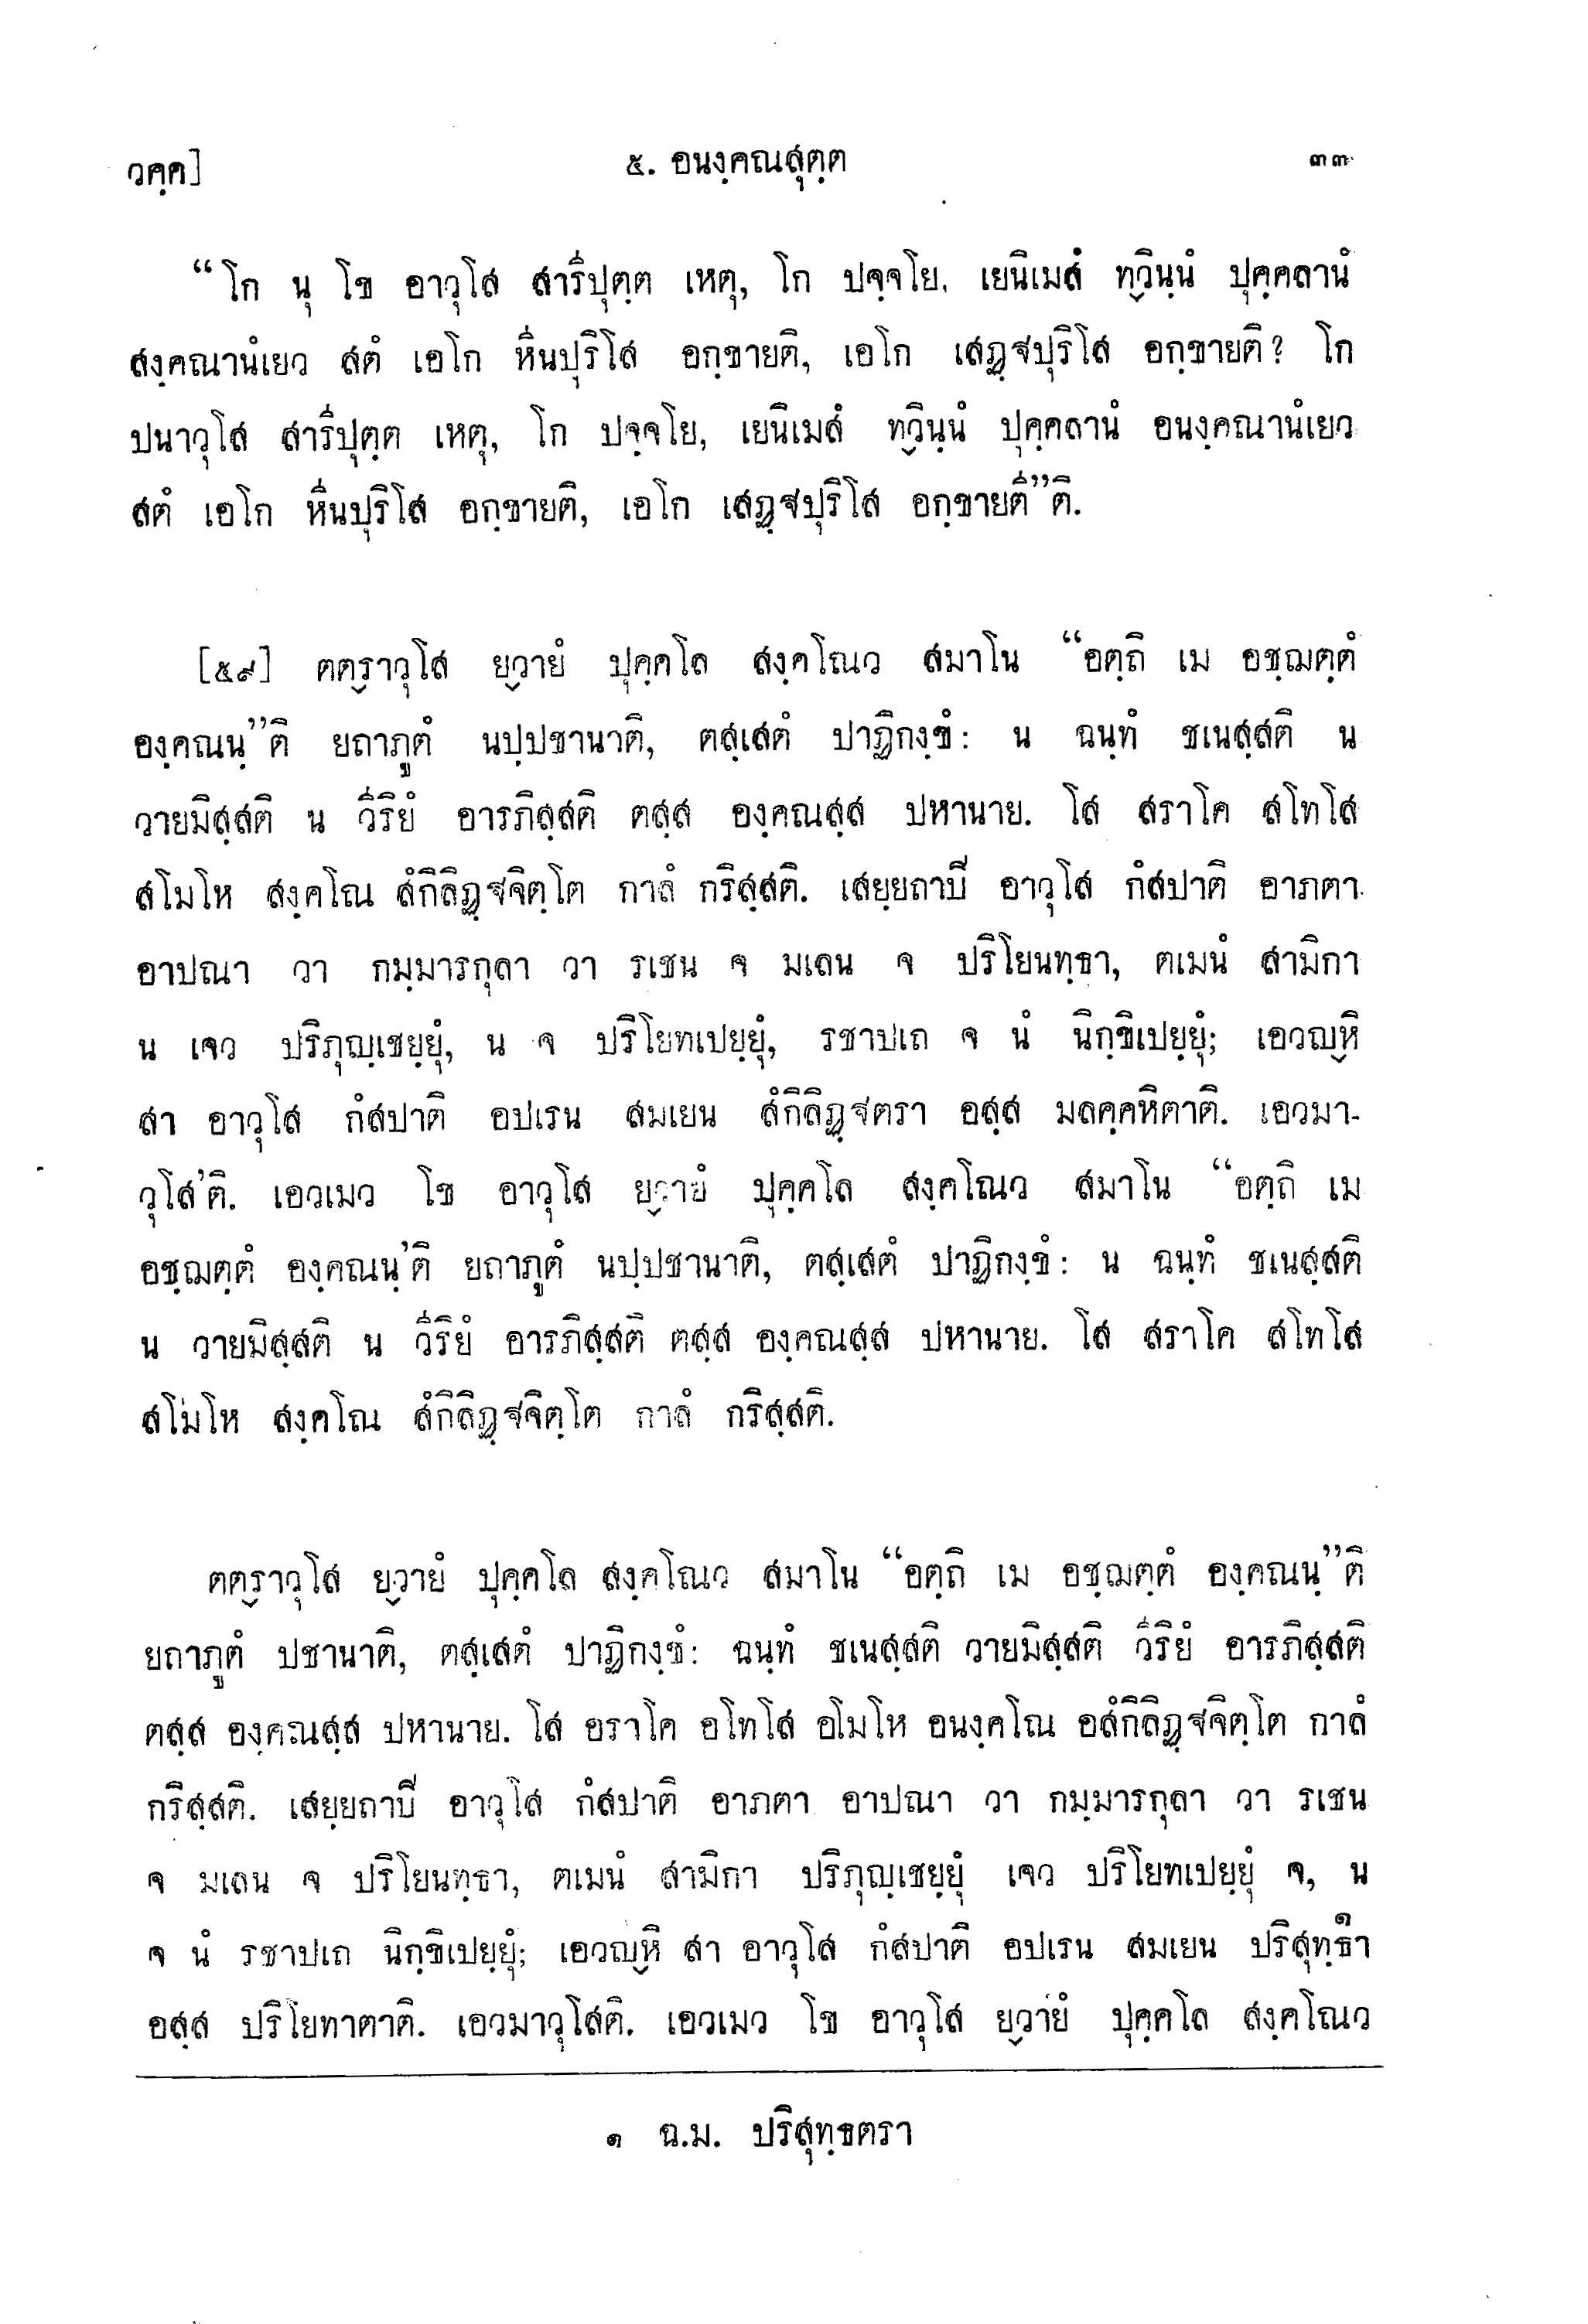 วคฺค]
๕. อนงฺคณสุตฺต
๓๓
“โก นุ โข อาวุโส สาริปุตฺต เหตุ, โก ปจฺจโย, เยนิเมสํ ทฺวินฺนํ ปุคฺคลานํ
สงฺคณานํเยว สตํ เอโก หีนปุริโส อกฺขายติ, เอโก เสฏฺฐปุริโส อกฺขายติ? โก
ปนาวุโส สาริปุตฺต เหตุ, โก ปจฺจโย, เยนิเมสํ ทฺวินฺนํ ปุคฺคลานํ อนงฺคณานํเยว
สตํ เอโก หีนปุริโส อกฺขายติ, เอโก เสฏฺฐปุริโส อกฺขายตี”ติ.
[๕๙] ตตฺราวุโส ยฺวายํ ปุคฺคโล สงฺคโณว สมาโน “อตฺถิ เม อชฺฌตฺตํ
องฺคณนฺ”ติ ยถาภูตํ นปฺปชานาติ, ตสฺเสตํ ปาฏิกงฺขํ: น ฉนฺทํ ชเนสฺสติ น
วายมิสฺสติ น วีริยํ อารภิสฺสติ ตสฺส องฺคณสฺส ปหานาย. โส สราโค สโทโส
สโมโห สงฺคโณ สํกิลิฏฺฐจิตฺโต กาลํ กริสฺสติ. เสยฺยถาปี อาวุโส กํสปาติ อาภตา
อาปณา วา กมฺมารกุลา วา รเชน จ มเลน จ ปริโยนทฺธา, ตเมนํ สามิกา
น เจว ปริภุญฺเชยฺยุํ, น จ ปริโยทเปยฺยุํ, รชาปเถ จ นํ นิกฺขิเปยฺยุํ; เอวญฺหิ
สา อาวุโส กํสปาติ อปเรน สมเยน สํกิลิฏฺฐตรา อสฺส มลคฺคหิตาติ. เอวมา-
วุโส’ติ. เอวเมว โข อาวุโส ยฺวายํ ปุคฺคโล สงฺคโณว สมาโน “อตฺถิ เม
อชฺฌตฺตํ องฺคณนฺ’ติ ยถาภูตํ นปฺปชานาติ, ตสฺเสตํ ปาฏิกงฺขํ: น ฉนฺทํ ชเนสฺสติ
น วายมิสฺสติ น วีริยํ อารภิสฺสติ ตสฺส องฺคณสฺส ปหานาย. โส สราโค สโทโส
สโมโห สงฺคโณ สํกิลิฏฺฐจิตฺโต กาลํ กริสฺสติ.
ตตฺราวุโส ยฺวายํ ปุคฺคโล สงฺคโณว สมาโน “อตฺถิ เม อชฺฌตฺตํ องฺคณนฺ”ติ
ยถาภูตํ ปชานาติ, ตสฺเสตํ ปาฏิกงฺขํ: ฉนฺทํ ชเนสฺสติ วายมิสฺสติ วีริยํ อารภิสฺสติ
ตสฺส องฺคณสฺส ปหานาย. โส อราโค อโทโส อโมโห อนงฺคโณ อสํกิลิฏฺฐจิตฺโต กาลํ
กริสฺสติ. เสยฺยถาปี อาวุโส กํสปาติ อาภตา อาปณา วา กมฺมารกุลา วา รเชน
จ มเลน จ ปริโยนทฺธา, ตเมนํ สามิกา ปริภุญฺเชยฺยุํ เจว ปริโยทเปยฺยุํ จ, น
จ นํ รชาปเถ นิกฺขิเปยฺยุํ; เอวญฺหิ สา อาวุโส กํสปาติ อปเรน สมเยน ปริสุทฺธา๑
อสฺส ปริโยทาตาติ. เอวมาวุโสติ. เอวเมว โข อาวุโส ยฺวายํ ปุคฺคโล สงฺคโณว
๑ ฉ.ม. ปริสุทฺธตรา